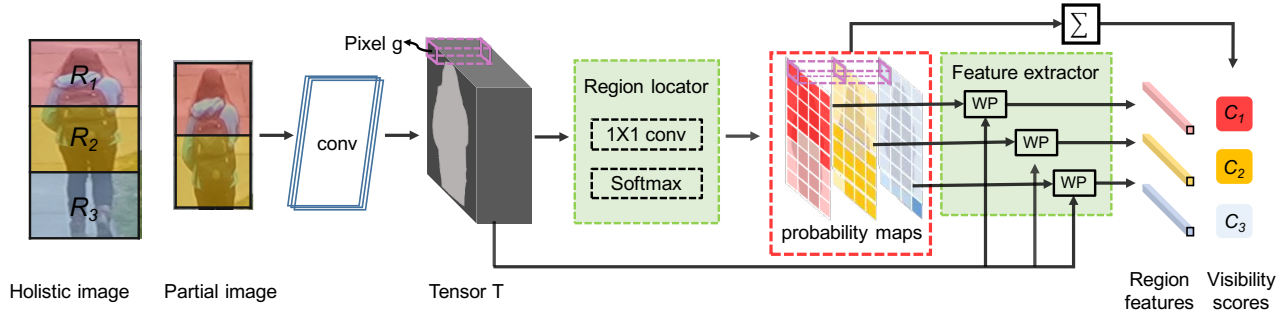 R1
R2
R3
Holistic image
Partial image
conv
Pixel g
Tensor T
Region locator
1X1 conv
Softmax
probability maps
∑
Feature extractor
WP
WP
WP
Region
features
C1
C2
C3
Visibility
scores